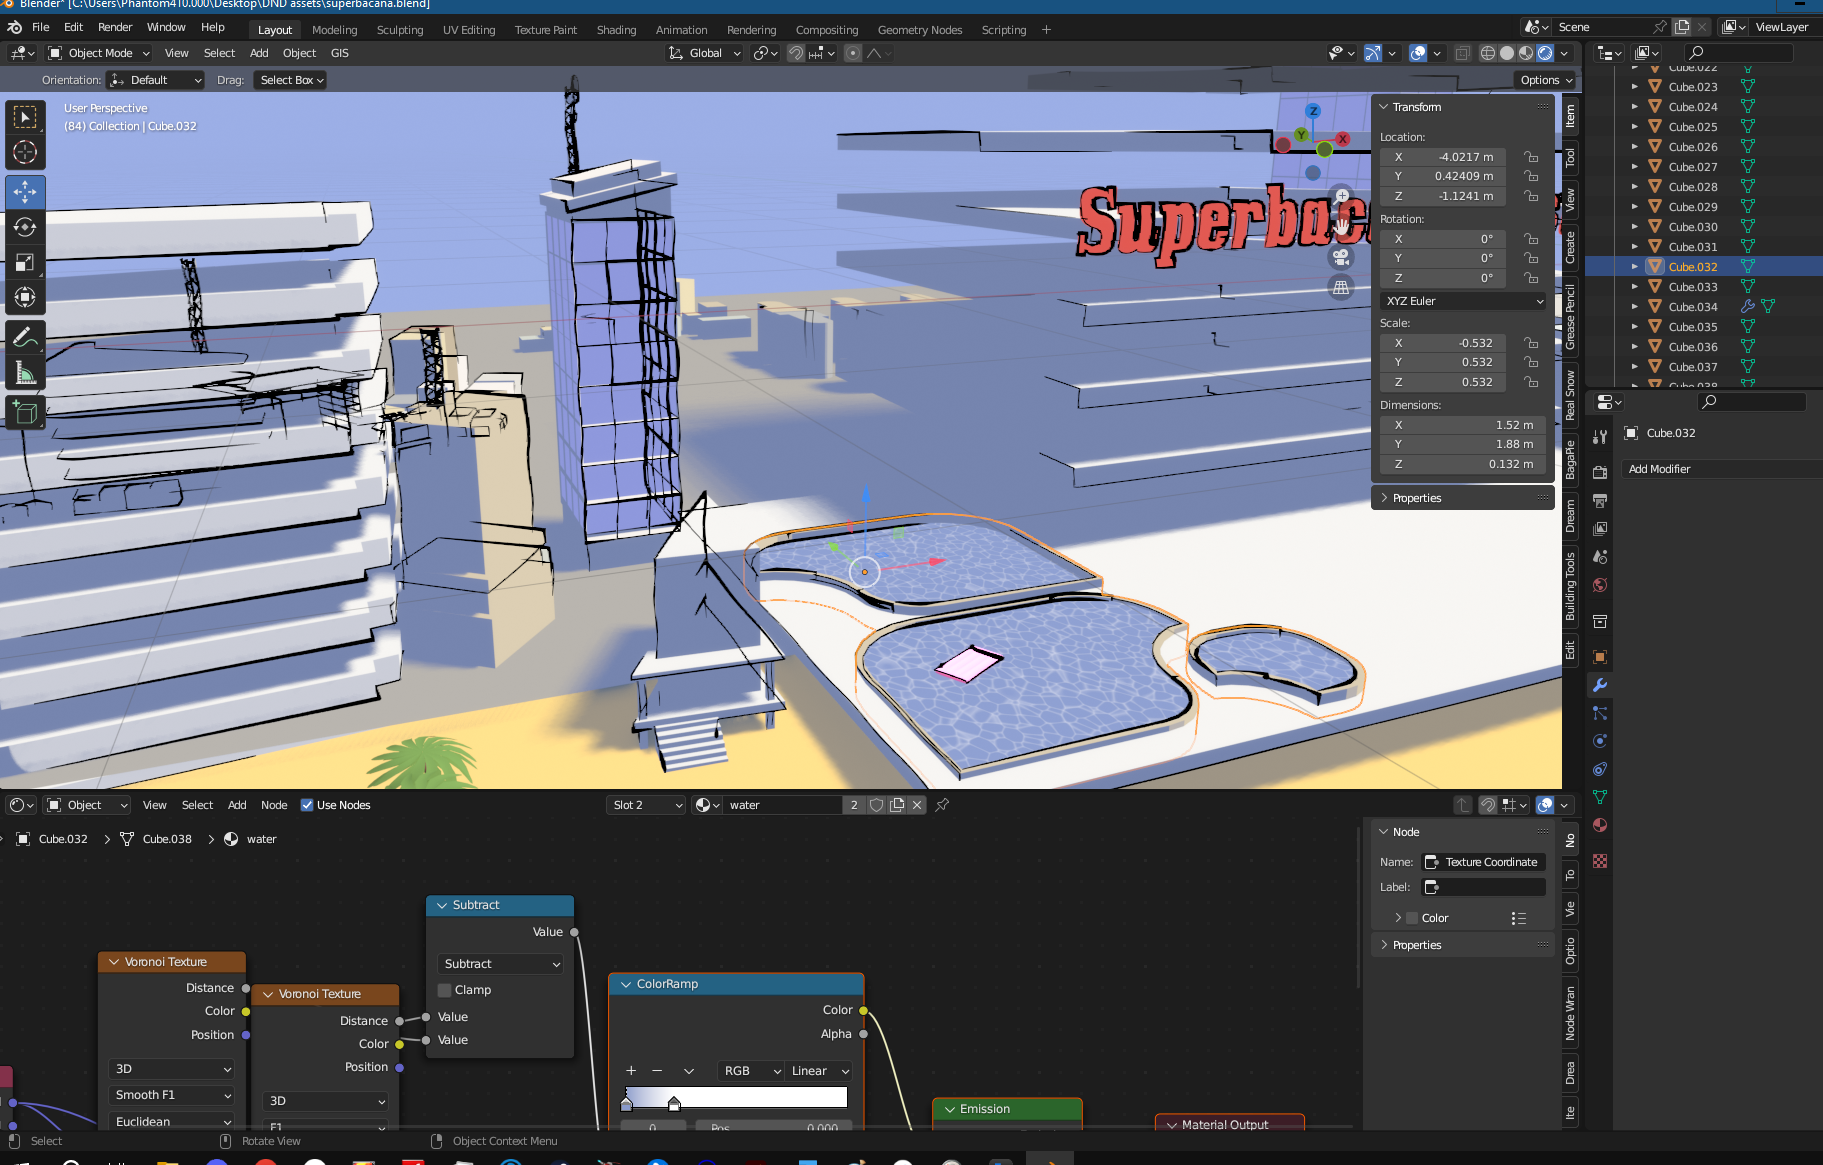 Blender* [C:\Users\Phantom410.000\Desktop\DND assets\superbacana.blend]
File Edit Render Window Help Layout Modeling Sculpting UV Editing Texture Paint Shading Animation Rendering Compositing Geometry Nodes Scripting + Scene ViewLayer
Object Mode View Select Add Object GIS Global
Orientation: Default Drag: Select Box Options
User Perspective
(84) Collection | Cube.032
Transform
Location:
X -4.0217 m
Y 0.42409 m
Z -1.1241 m
Rotation:
X 0°
Y 0°
Z 0°
XYZ Euler
Scale:
X -0.532
Y 0.532
Z 0.532
Dimensions:
X 1.52 m
Y 1.88 m
Z 0.132 m
Properties
Z
Y
X
Superbac
Item
Tool
View
Create
Grease Pencil
Real Snow
BagaPie
Dream
Building Tools
Edit
Cube.022
Cube.023
Cube.024
Cube.025
Cube.026
Cube.027
Cube.028
Cube.029
Cube.030
Cube.031
Cube.032
Cube.033
Cube.034
Cube.035
Cube.036
Cube.037
Cube.038
Cube.032
Add Modifier
Object View Select Add Node Use Nodes Slot 2 water 2
Cube.032 > Cube.038 > water
Node
Name: Texture Coordinate
Label:
Color
Properties
No
To
Vie
Optio
Node Wran
Drea
Ite
Subtract
Value
Subtract
Clamp
Value
Value
Voronoi Texture
Distance
Color
Position
3D
Smooth F1
Euclidean
Voronoi Texture
Distance
Color
Position
3D
F1
ColorRamp
Color
Alpha
+ − RGB Linear
0 Pos 0.000
Emission
Material Output
Select Rotate View Object Context Menu